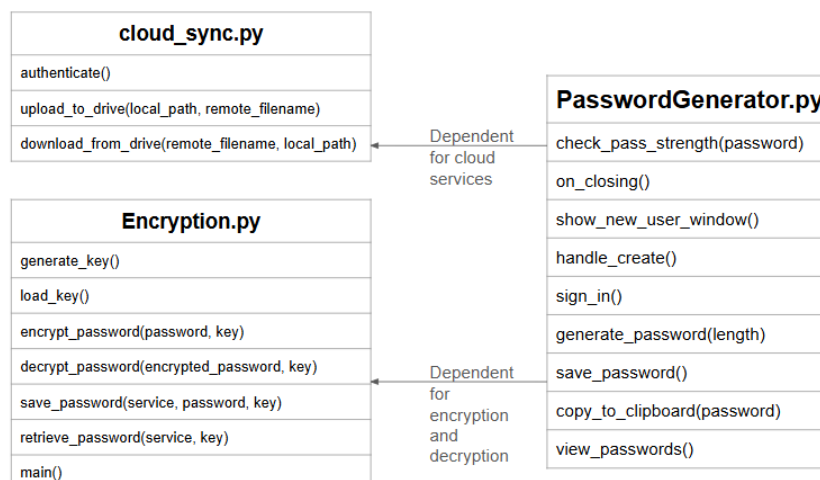 cloud_sync.py
authenticate()
upload_to_drive(local_path, remote_filename)
download_from_drive(remote_filename, local_path)
Encryption.py
generate_key()
load_key()
encrypt_password(password, key)
decrypt_password(encrypted_password, key)
save_password(service, password, key)
retrieve_password(service, key)
main()
Dependent
for cloud
services
Dependent
for
encryption
and
decryption
PasswordGenerator.py
check_pass_strength(password)
on_closing()
show_new_user_window()
handle_create()
sign_in()
generate_password(length)
save_password()
copy_to_clipboard(password)
view_passwords()